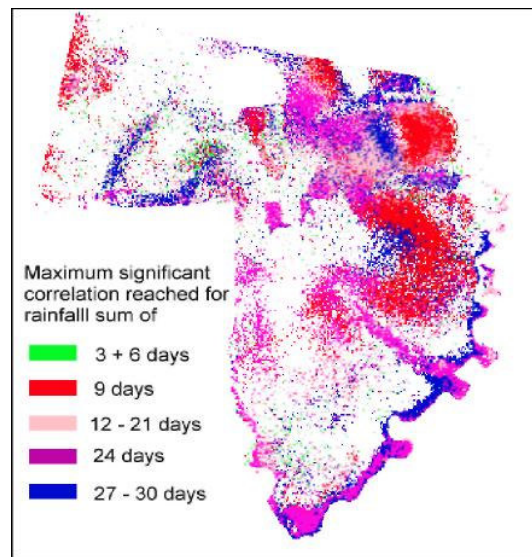 Maximum significant
correlation reached for
rainfalll sum of
3 + 6 days
9 days
12 - 21 days
24 days
27 - 30 days